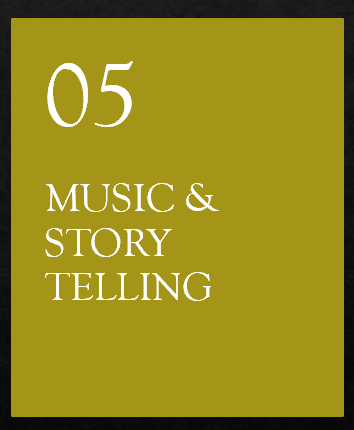 05
MUSIC &
STORY
TELLING